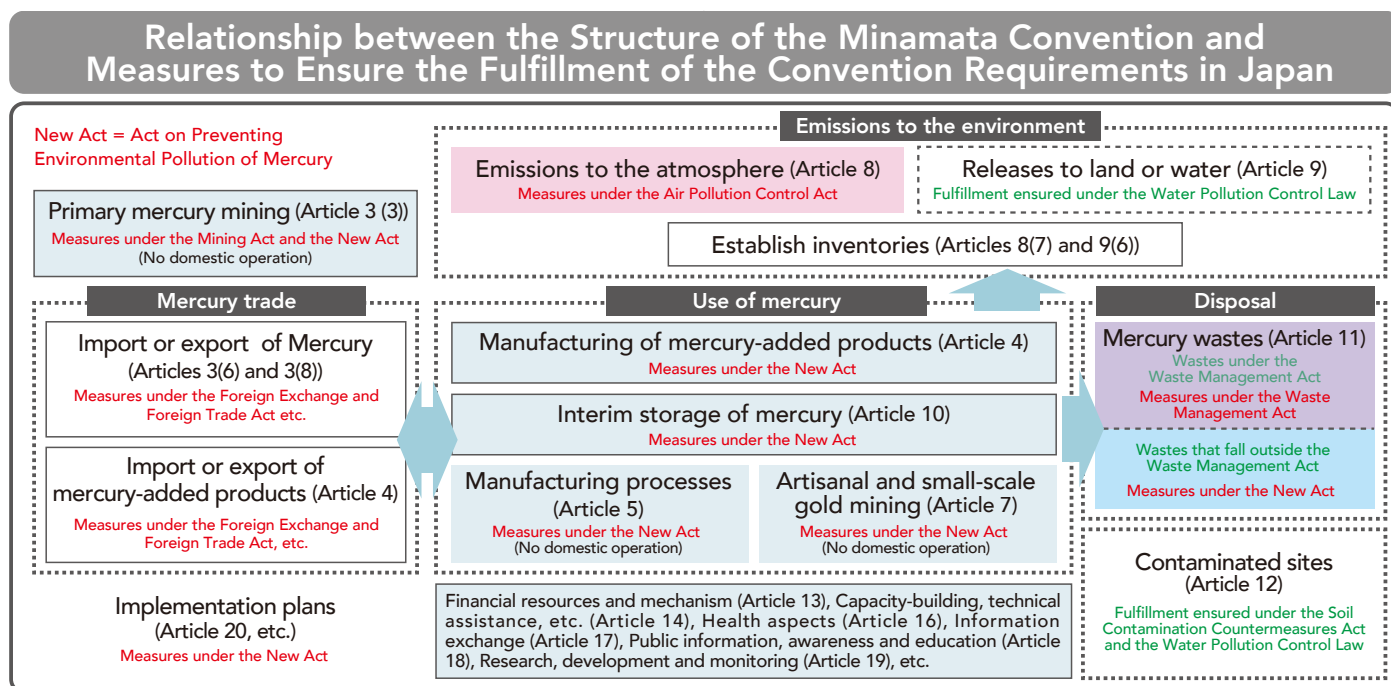 Relationship between the Structure of the Minamata Convention and
Measures to Ensure the Fulfillment of the Convention Requirements in Japan
New Act = Act on Preventing
Environmental Pollution of Mercury
Primary mercury mining (Article 3 (3))
Measures under the Mining Act and the New Act
(No domestic operation)
Emissions to the environment
Emissions to the atmosphere (Article 8)
Measures under the Air Pollution Control Act
Releases to land or water (Article 9)
Fulfillment ensured under the Water Pollution Control Law
Establish inventories (Articles 8(7) and 9(6))
Mercury trade
Import or export of Mercury
(Articles 3(6) and 3(8))
Measures under the Foreign Exchange and
Foreign Trade Act etc.
Import or export of
mercury-added products (Article 4)
Measures under the Foreign Exchange and
Foreign Trade Act, etc.
Use of mercury
Manufacturing of mercury-added products (Article 4)
Measures under the New Act
Interim storage of mercury (Article 10)
Measures under the New Act
Manufacturing processes
(Article 5)
Measures under the New Act
(No domestic operation)
Artisanal and small-scale
gold mining (Article 7)
Measures under the New Act
(No domestic operation)
Disposal
Mercury wastes (Article 11)
Wastes under the
Waste Management Act
Measures under the Waste
Management Act
Wastes that fall outside the
Waste Management Act
Measures under the New Act
Contaminated sites
(Article 12)
Fulfillment ensured under the Soil
Contamination Countermeasures Act
and the Water Pollution Control Law
Implementation plans
(Article 20, etc.)
Measures under the New Act
Financial resources and mechanism (Article 13), Capacity-building, technical
assistance, etc. (Article 14), Health aspects (Article 16), Information
exchange (Article 17), Public information, awareness and education (Article
18), Research, development and monitoring (Article 19), etc.